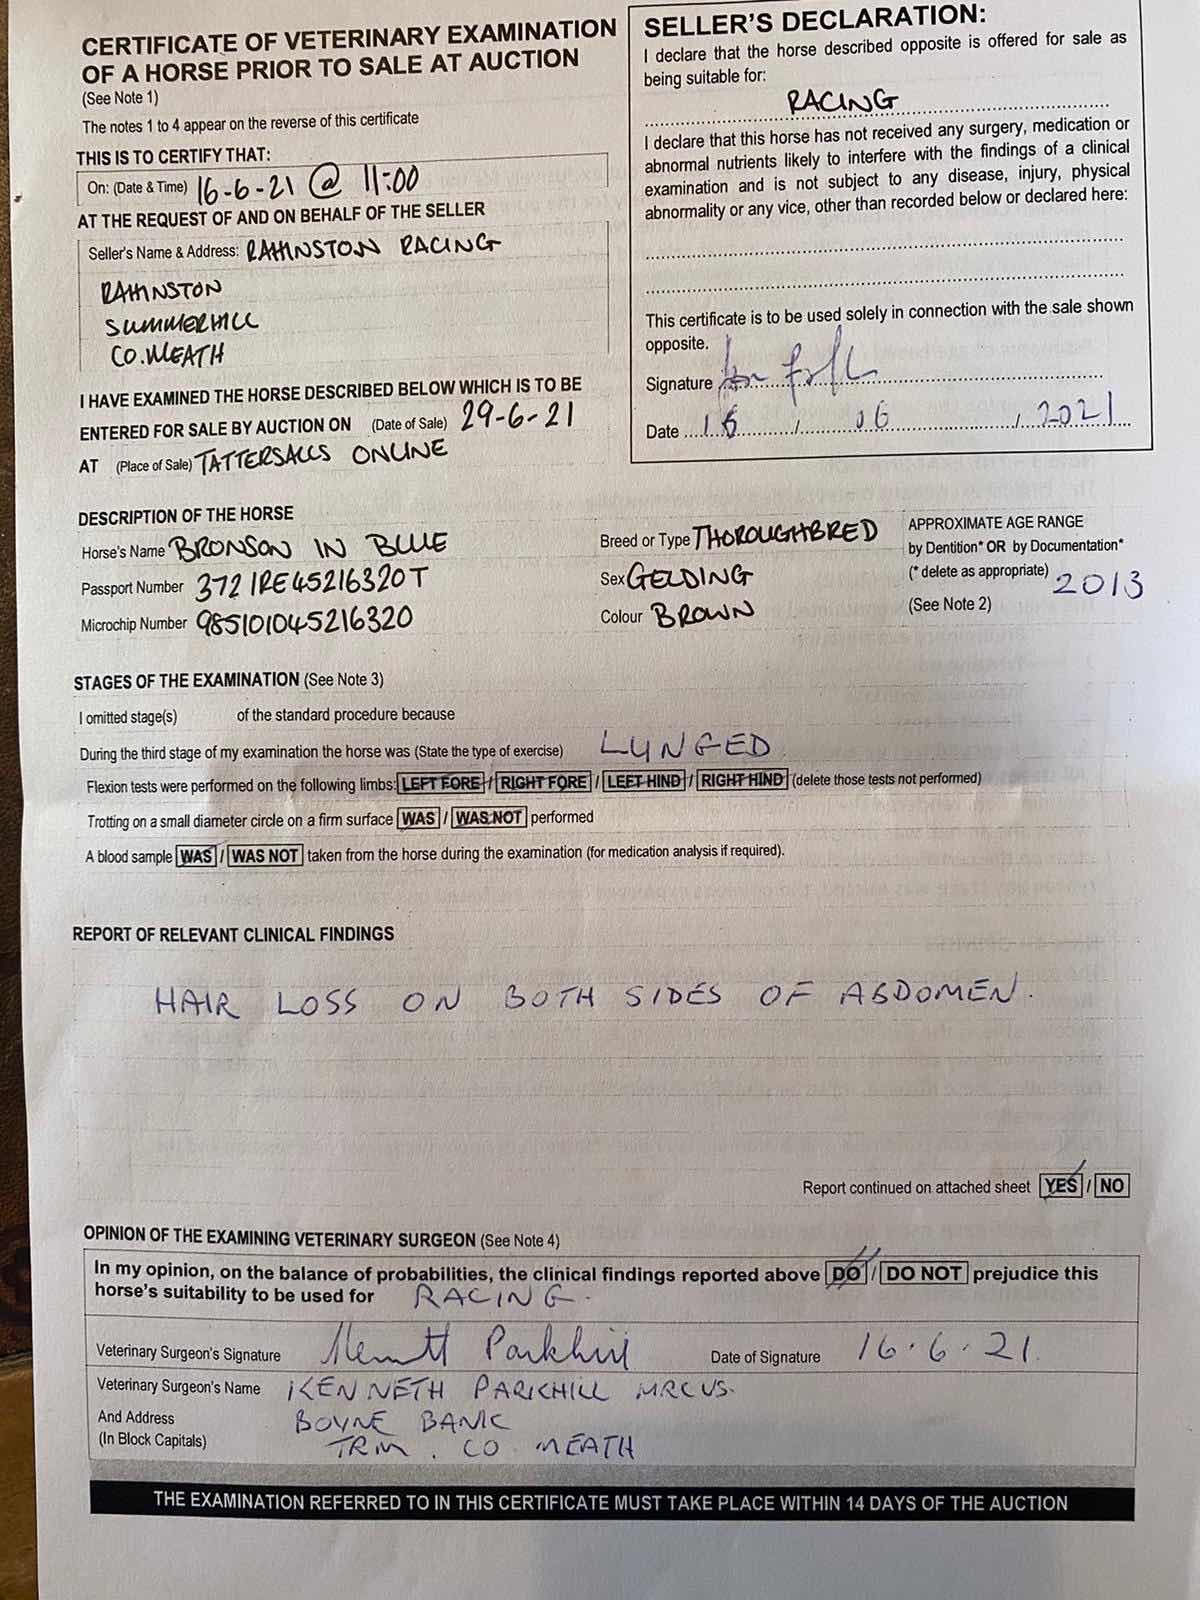 CERTIFICATE OF VETERINARY EXAMINATION
OF A HORSE PRIOR TO SALE AT AUCTION
(See Note 1)
The notes 1 to 4 appear on the reverse of this certificate
THIS IS TO CERTIFY THAT:
On: (Date & Time) 16-6-21 @ 11:00
AT THE REQUEST OF AND ON BEHALF OF THE SELLER
Seller's Name & Address: RAHINSTON RACING
RAHINSTON
SUMMERHILL
CO. MEATH
I HAVE EXAMINED THE HORSE DESCRIBED BELOW WHICH IS TO BE
ENTERED FOR SALE BY AUCTION ON (Date of Sale) 29-6-21
AT (Place of Sale) TATTERSALLS ONLINE
SELLER'S DECLARATION:
I declare that the horse described opposite is offered for sale as
being suitable for:
RACING
I declare that this horse has not received any surgery, medication or
abnormal nutrients likely to interfere with the findings of a clinical
examination and is not subject to any disease, injury, physical
abnormality or any vice, other than recorded below or declared here:
This certificate is to be used solely in connection with the sale shown
opposite.
Signature
Date 16 / 06 / 2021
DESCRIPTION OF THE HORSE
Horse's Name BRONSON IN BLUE
Passport Number 372 IRE45216320T
Microchip Number 985101045216320
Breed or Type THOROUGHBRED
Sex GELDING
Colour BROWN
APPROXIMATE AGE RANGE
by Dentition* OR by Documentation*
(* delete as appropriate) 2013
(See Note 2)
STAGES OF THE EXAMINATION (See Note 3)
I omitted stage(s) of the standard procedure because
During the third stage of my examination the horse was (State the type of exercise) LUNGED
Flexion tests were performed on the following limbs: LEFT FORE / RIGHT FORE / LEFT HIND / RIGHT HIND (delete those tests not performed)
Trotting on a small diameter circle on a firm surface WAS / WAS NOT performed
A blood sample WAS / WAS NOT taken from the horse during the examination (for medication analysis if required).
REPORT OF RELEVANT CLINICAL FINDINGS
HAIR LOSS ON BOTH SIDES OF ABDOMEN.
Report continued on attached sheet YES / NO
OPINION OF THE EXAMINING VETERINARY SURGEON (See Note 4)
In my opinion, on the balance of probabilities, the clinical findings reported above DO / DO NOT prejudice this
horse's suitability to be used for RACING.
Veterinary Surgeon's Signature Kenneth Parkhill Date of Signature 16.6.21.
Veterinary Surgeon's Name KENNETH PARKHILL MRCVS.
And Address BOYNE BANK
(In Block Capitals) TRIM. CO. MEATH
THE EXAMINATION REFERRED TO IN THIS CERTIFICATE MUST TAKE PLACE WITHIN 14 DAYS OF THE AUCTION